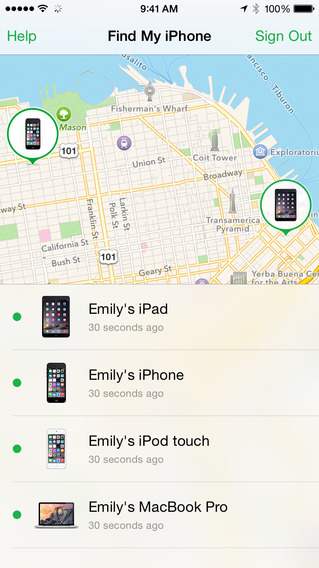 9:41 AM 100%
Help Find My iPhone Sign Out
Sausalito
San Francisco - Tiburon
Fisherman's Wharf
Mason
101
Union St
Coit Tower
Exploratori
Broadway
Larkin St
Polk St
Franklin St
Transamerica Pyramid
California St
Bush St
101
Geary St
Yerba Buena Center for the Arts
Emily's iPad
30 seconds ago
Emily's iPhone
30 seconds ago
Emily's iPod touch
30 seconds ago
Emily's MacBook Pro
30 seconds ago